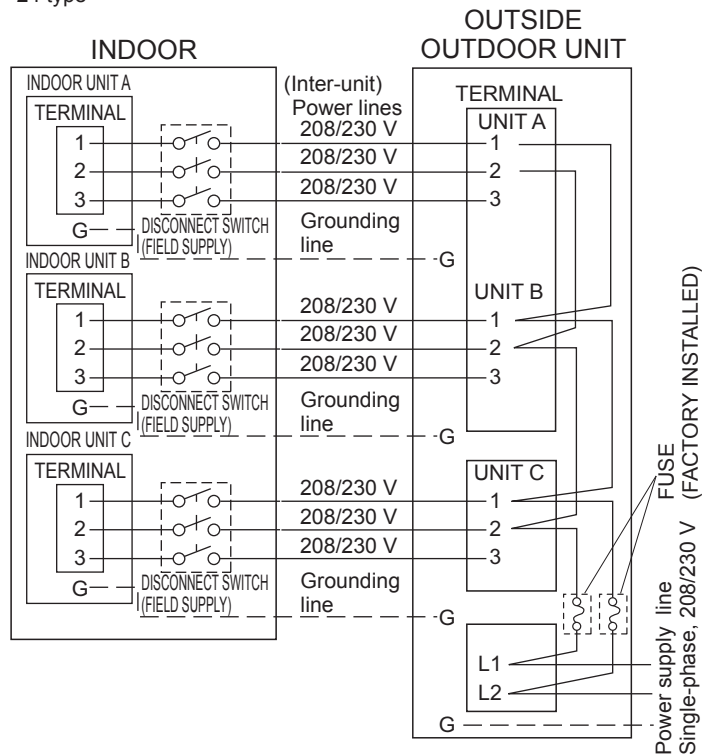 OUTSIDE
INDOOR
OUTDOOR UNIT
INDOOR UNIT A
TERMINAL
1
2
3
G
DISCONNECT SWITCH
(FIELD SUPPLY)
INDOOR UNIT B
TERMINAL
1
2
3
G
DISCONNECT SWITCH
(FIELD SUPPLY)
INDOOR UNIT C
TERMINAL
1
2
3
G
DISCONNECT SWITCH
(FIELD SUPPLY)
(Inter-unit)
Power lines
208/230 V
208/230 V
208/230 V
Grounding
line
208/230 V
208/230 V
208/230 V
Grounding
line
208/230 V
208/230 V
208/230 V
Grounding
line
TERMINAL
UNIT A
1
2
3
G
UNIT B
1
2
3
G
UNIT C
1
2
3
G
L1
L2
G
FUSE
(FACTORY INSTALLED)
Power supply line
Single-phase, 208/230 V